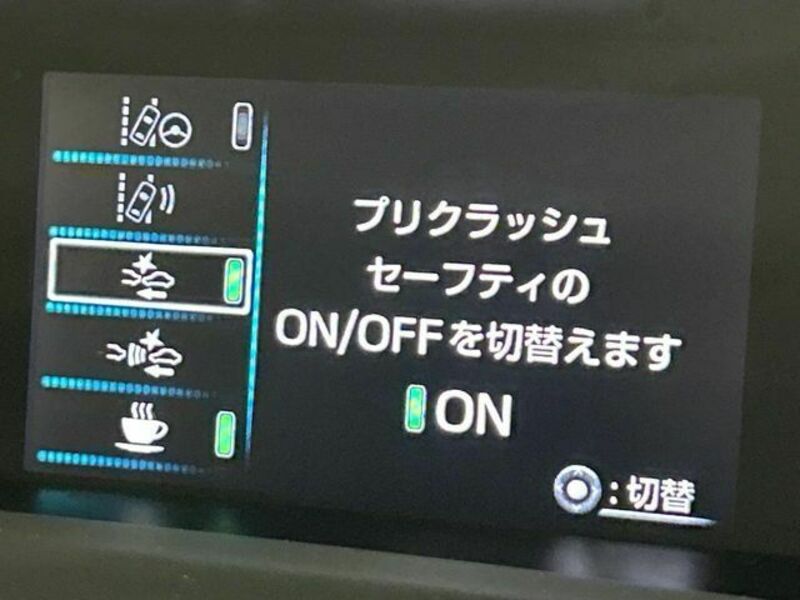 プリクラッシュ
セーフティの
ON/OFFを切替えます
ON
:切替